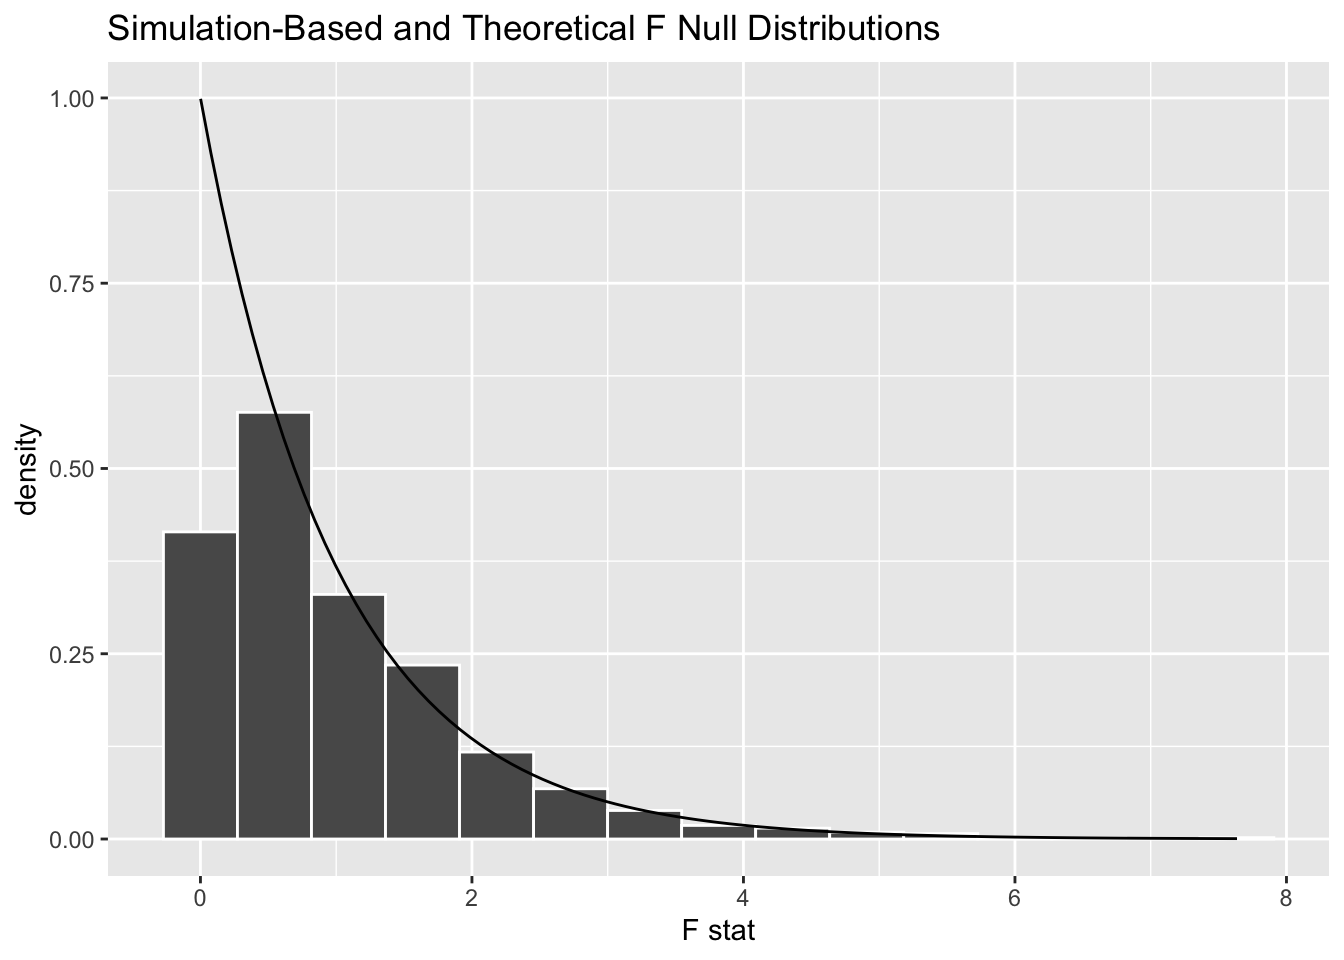 Simulation-Based and Theoretical F Null Distributions
1.00
0.75
0.50
0.25
0.00
density
0 2 4 6 8
F stat